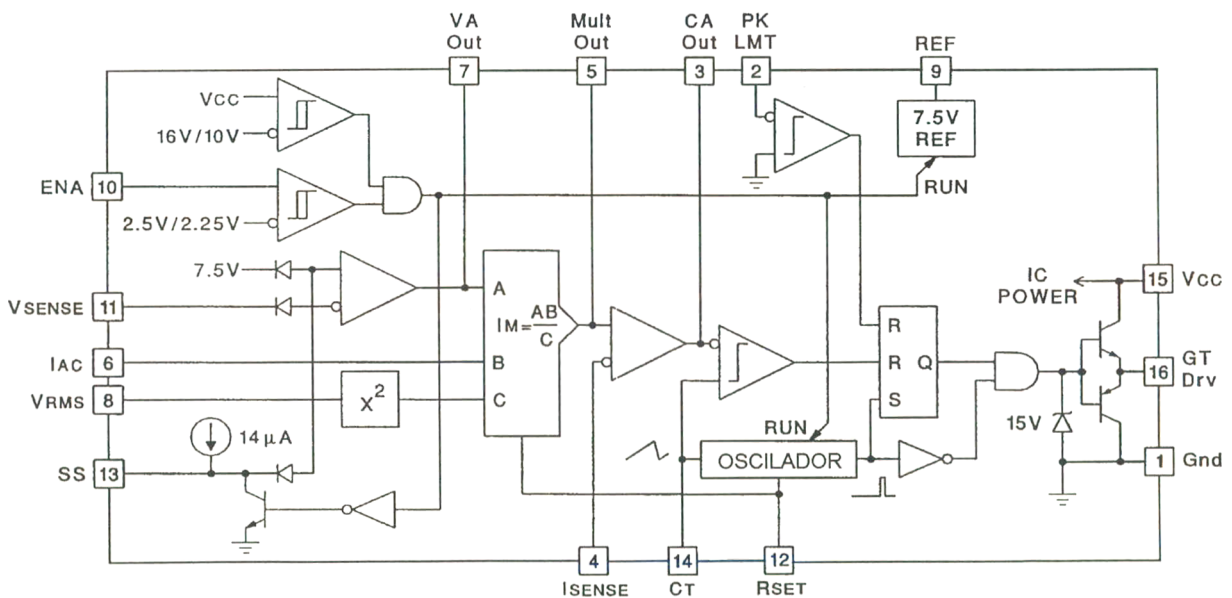 VA Out
Mult Out
CA Out
PK LMT
REF
7
5
3
2
9
VCC
16V/10V
7.5V REF
ENA
10
RUN
2.5V/2.25V
7.5V
VSENSE
11
A
IM=AB/C
B
C
IAC
6
VRMS
8
X²
14µA
SS
13
R
R
Q
S
RUN
OSCILADOR
IC POWER
15
VCC
16
GT Drv
15V
1
Gnd
4
14
12
ISENSE
CT
RSET